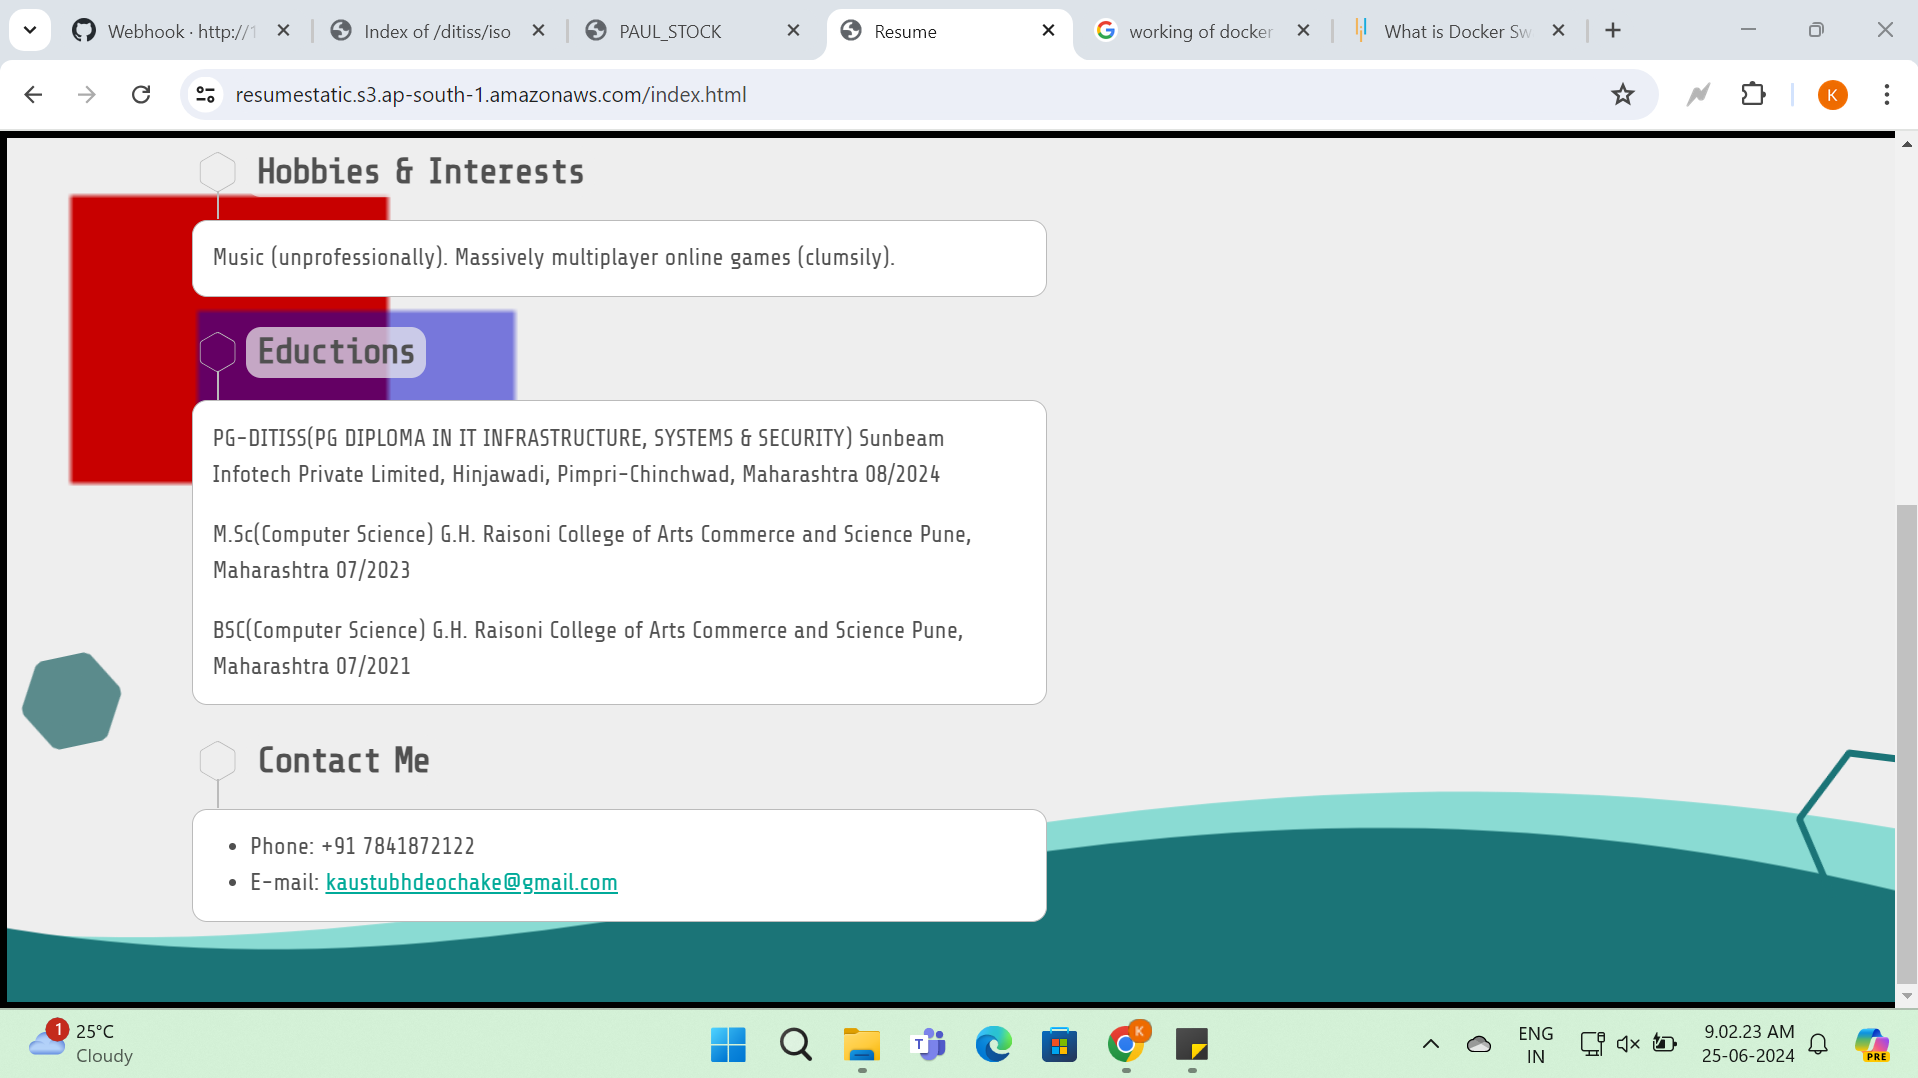 Webhook · http://1
Index of /ditiss/iso
PAUL_STOCK
Resume
working of docker
What is Docker Sw
resumestatic.s3.ap-south-1.amazonaws.com/index.html
K
Hobbies & Interests
Music (unprofessionally). Massively multiplayer online games (clumsily).
Eductions
PG-DITISS(PG DIPLOMA IN IT INFRASTRUCTURE, SYSTEMS & SECURITY) Sunbeam
Infotech Private Limited, Hinjawadi, Pimpri-Chinchwad, Maharashtra 08/2024
M.Sc(Computer Science) G.H. Raisoni College of Arts Commerce and Science Pune,
Maharashtra 07/2023
BSC(Computer Science) G.H. Raisoni College of Arts Commerce and Science Pune,
Maharashtra 07/2021
Contact Me
Phone: +91 7841872122
E-mail: kaustubhdeochake@gmail.com
1
25°C
Cloudy
T
K
ENG
IN
9.02.23 AM
25-06-2024
PRE